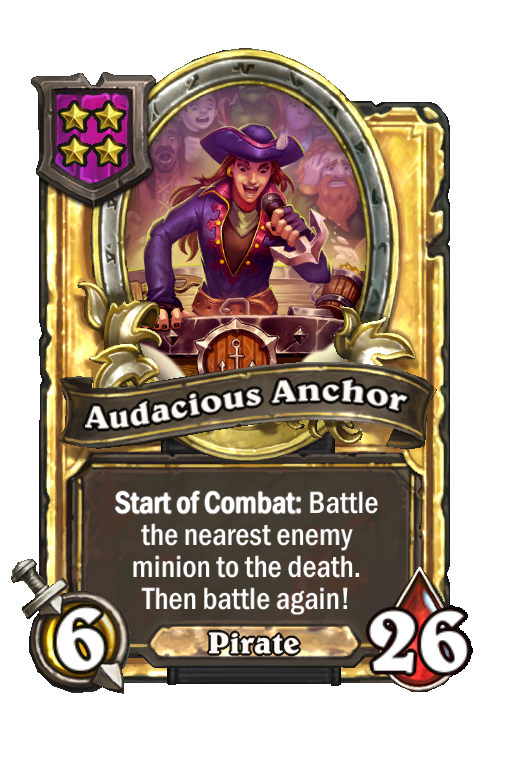 Audacious Anchor
Start of Combat: Battle
the nearest enemy
minion to the death.
Then battle again!
6
Pirate
26